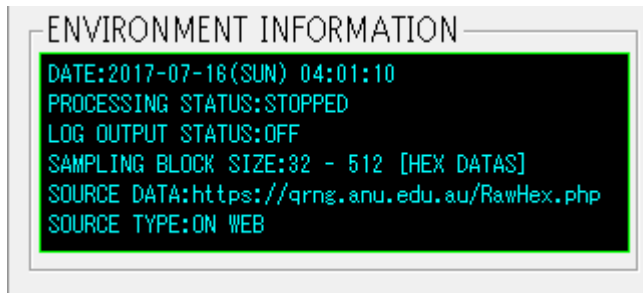 ENVIRONMENT INFORMATION
DATE:2017-07-16(SUN) 04:01:10
PROCESSING STATUS:STOPPED
LOG OUTPUT STATUS:OFF
SAMPLING BLOCK SIZE:32 - 512 [HEX DATAS]
SOURCE DATA:https://qrng.anu.edu.au/RawHex.php
SOURCE TYPE:ON WEB